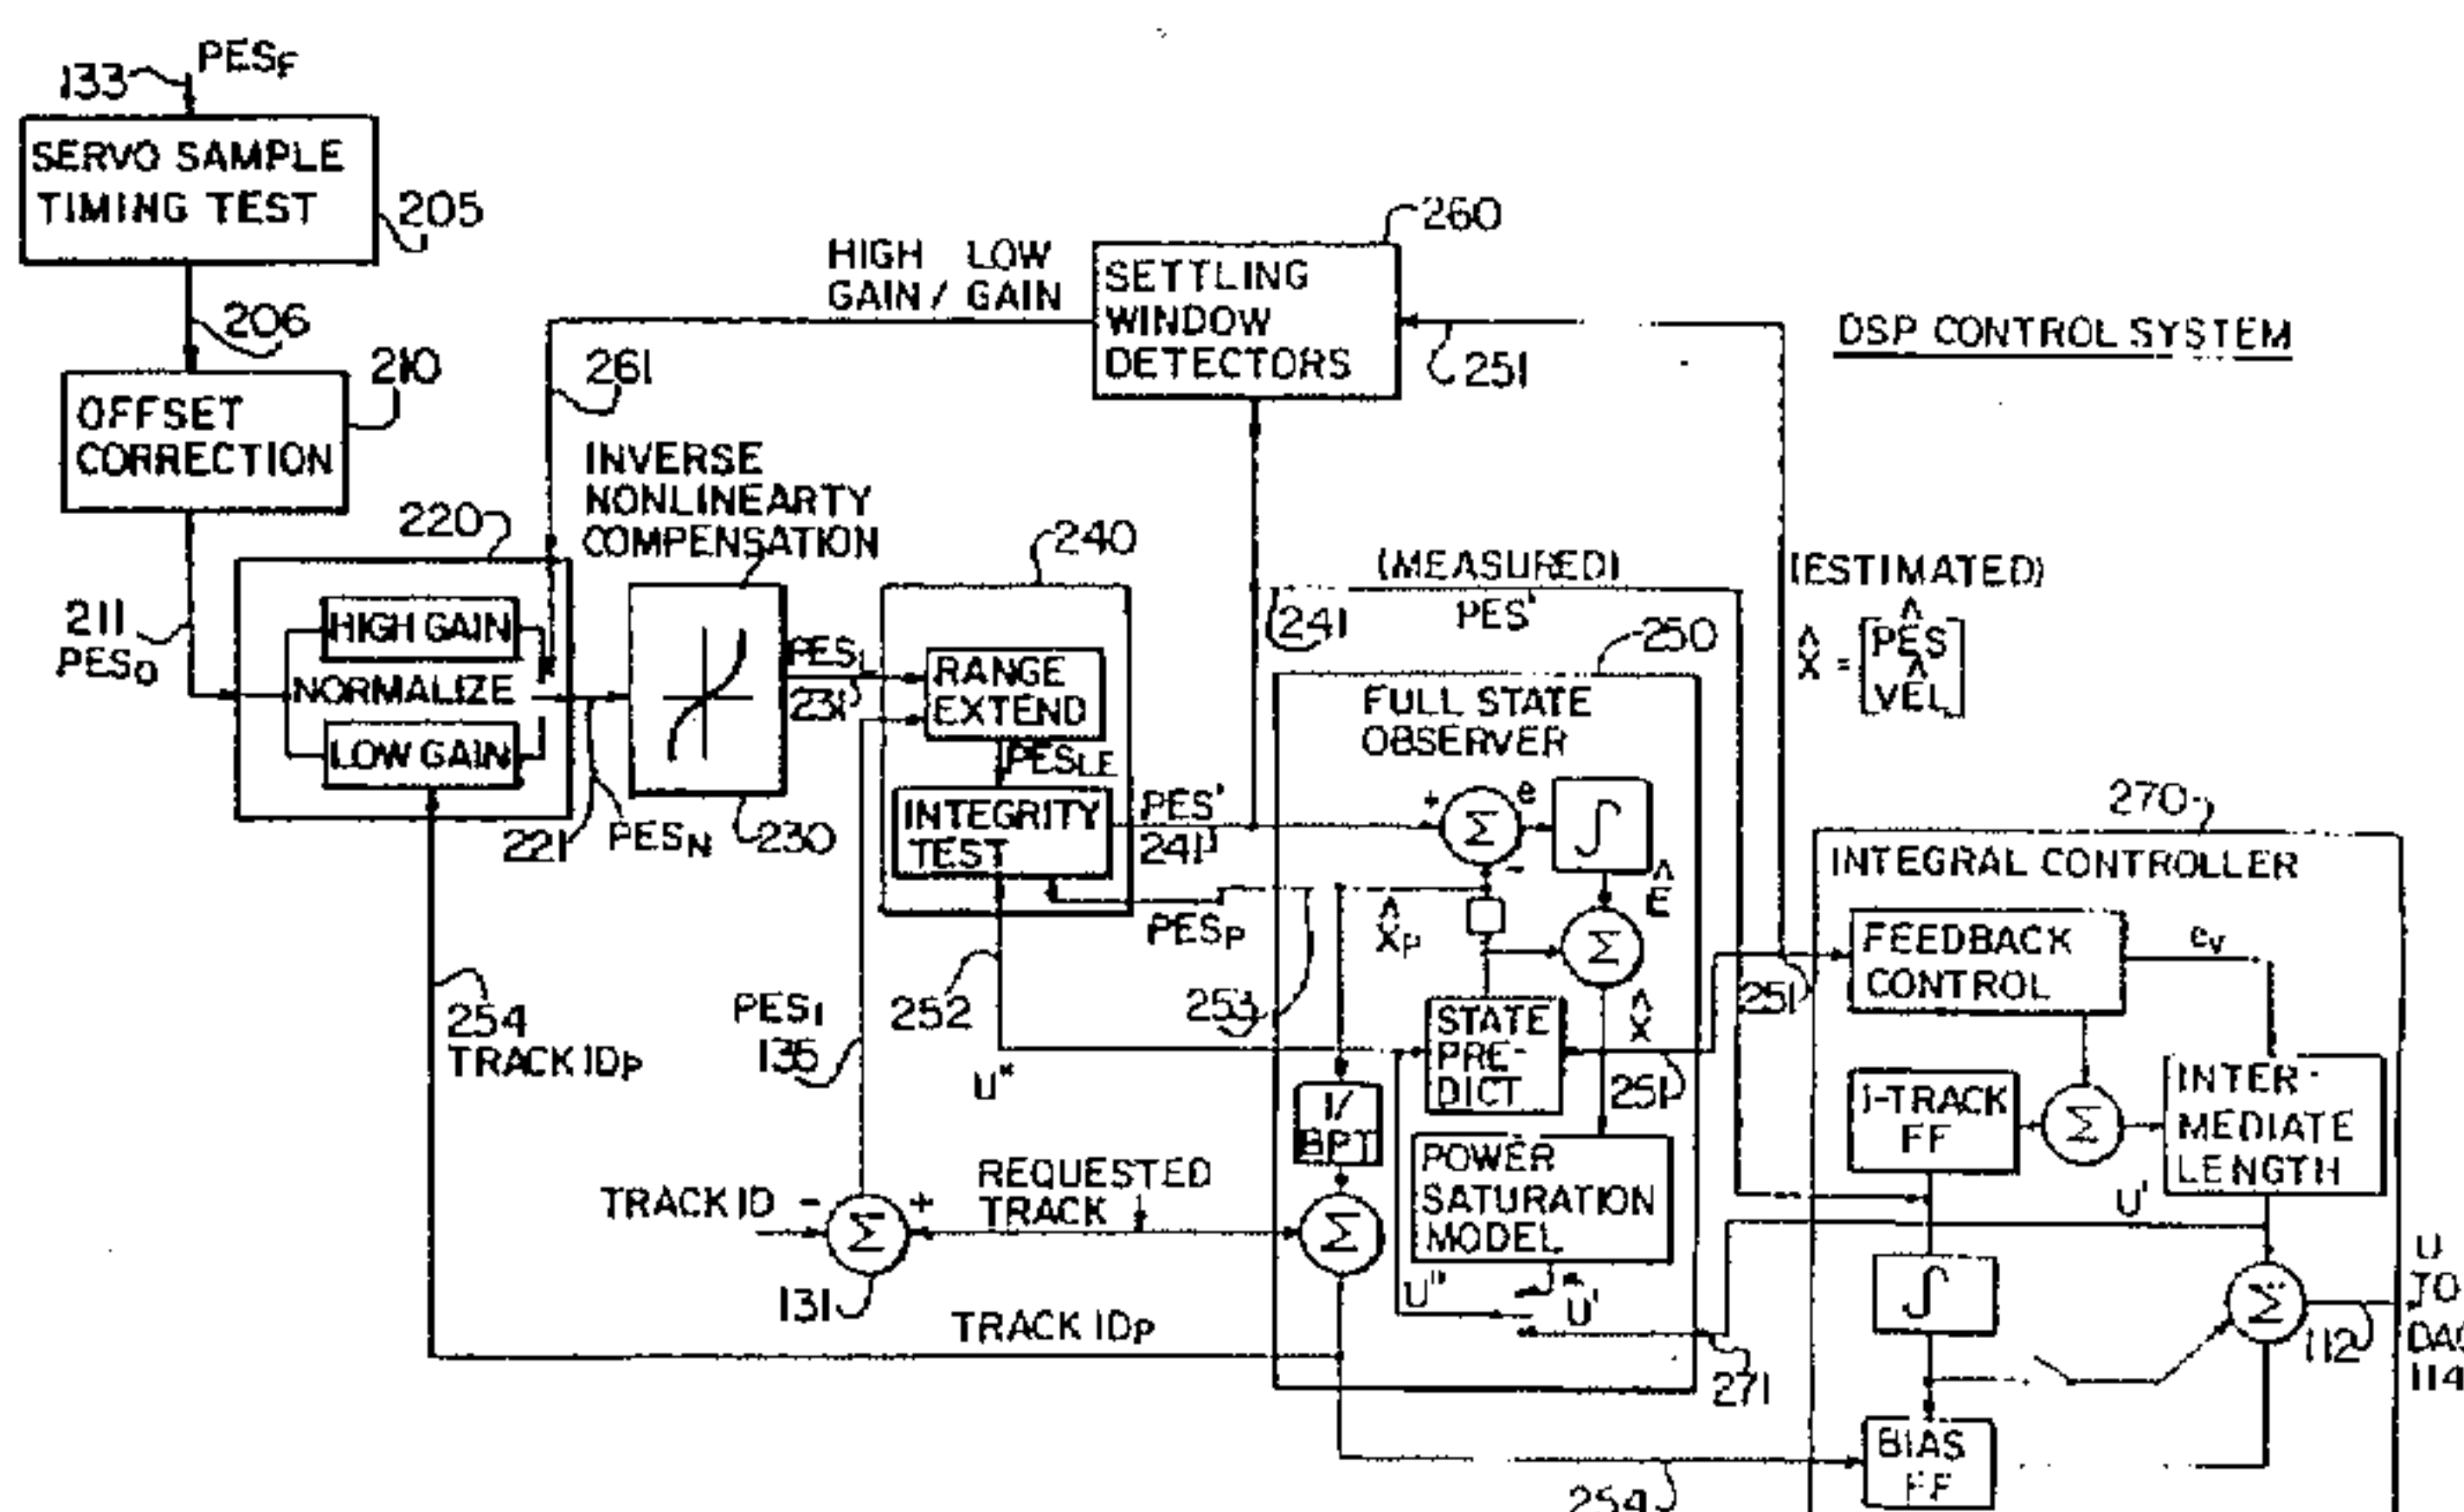 133
PESF
SERVO SAMPLE
TIMING TEST
205
206
OFFSET
CORRECTION
210
211
PESO
220
HIGH GAIN
NORMALIZE
LOW GAIN
221
PESN
HIGH LOW
GAIN / GAIN
261
INVERSE
NONLINEARTY
COMPENSATION
230
SETTLING
WINDOW
DETECTORS
260
251
DSP CONTROL SYSTEM
240
PESL
231
RANGE
EXTEND
PESLE
INTEGRITY
TEST
PES'
241
PESP
252
253
(MEASURED)
PES'
241
250
(ESTIMATED)
X̂ = [PÊS
VÊL]
FULL STATE
OBSERVER
+
Σ
e
∫
-
Ê
X̂P
Σ
STATE
PRE-
DICT
X̂
251
1/
BPT
POWER
SATURATION
MODEL
U"
U'
271
254
TRACK IDP
PESI
135
U"
TRACK ID
-
Σ
+
131
REQUESTED
TRACK
Σ
TRACK IDP
254
270
INTEGRAL CONTROLLER
251
FEEDBACK
CONTROL
eV
1-TRACK
FF
Σ
INTER-
MEDIATE
LENGTH
U'
∫
Σ
112
U
TO
114
BIAS
FF